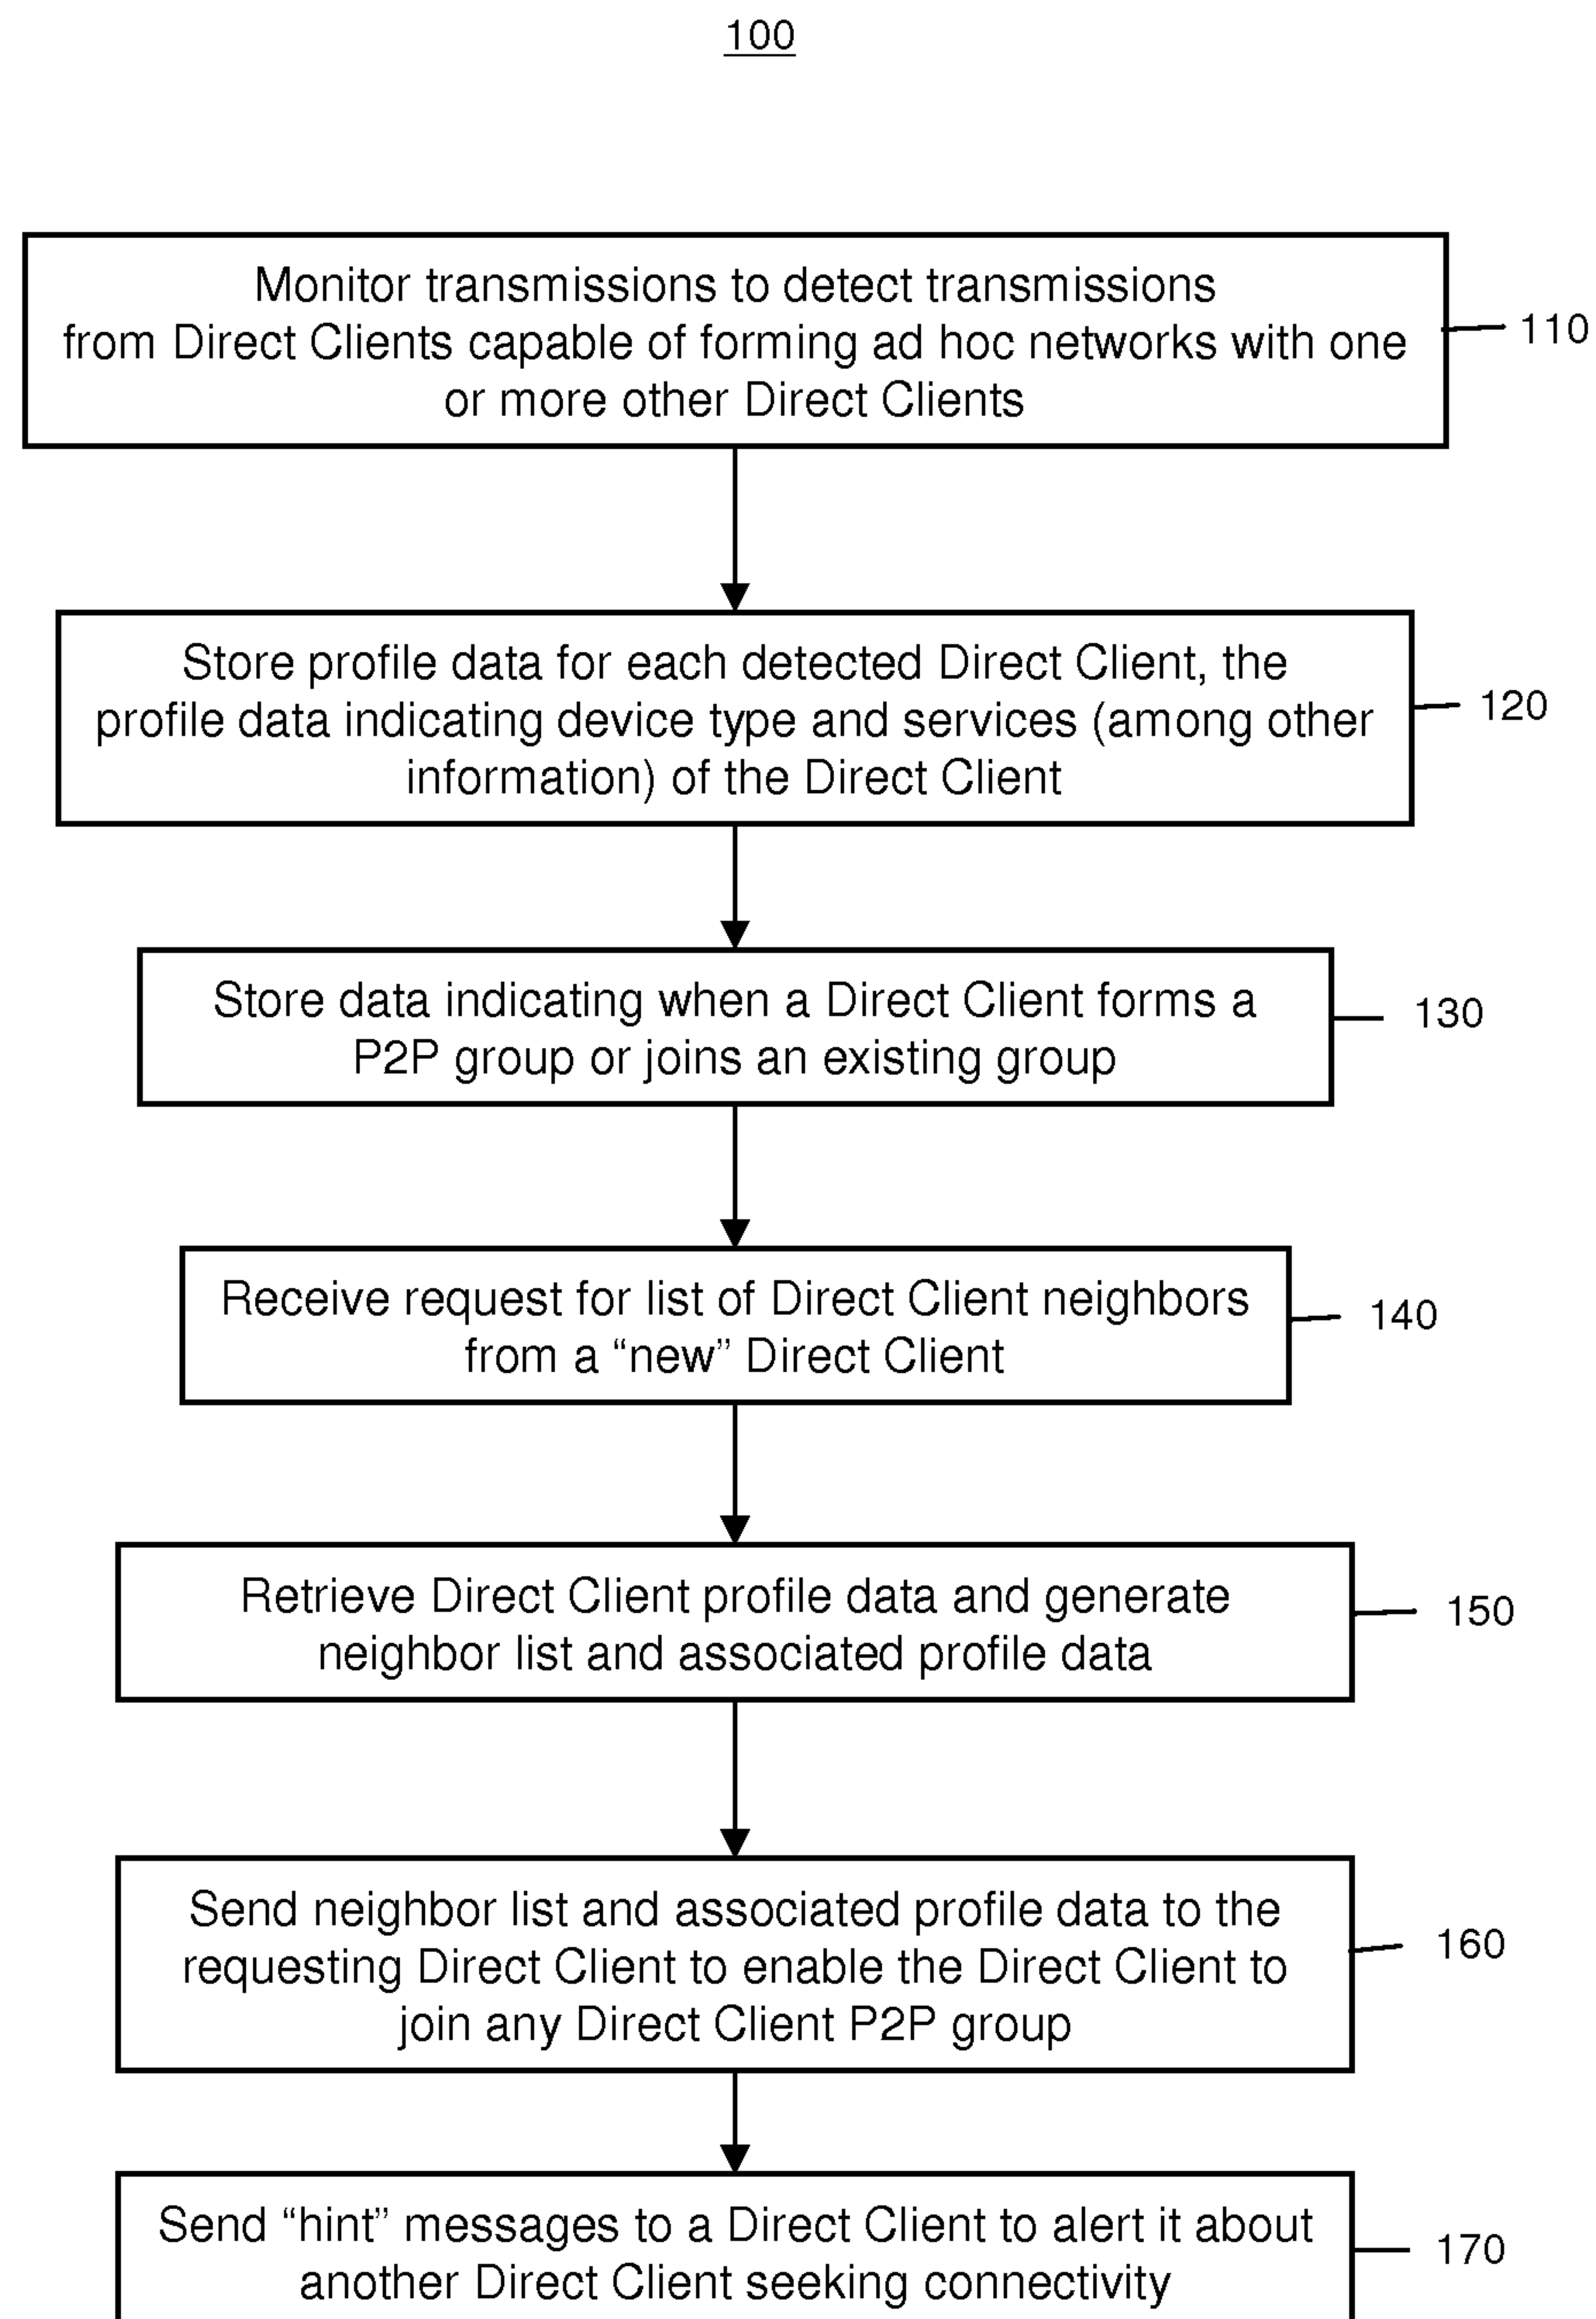 100
Monitor transmissions to detect transmissions
from Direct Clients capable of forming ad hoc networks with one
or more other Direct Clients
110
Store profile data for each detected Direct Client, the
profile data indicating device type and services (among other
information) of the Direct Client
120
Store data indicating when a Direct Client forms a
P2P group or joins an existing group
130
Receive request for list of Direct Client neighbors
from a “new” Direct Client
140
Retrieve Direct Client profile data and generate
neighbor list and associated profile data
150
Send neighbor list and associated profile data to the
requesting Direct Client to enable the Direct Client to
join any Direct Client P2P group
160
Send “hint” messages to a Direct Client to alert it about
another Direct Client seeking connectivity
170